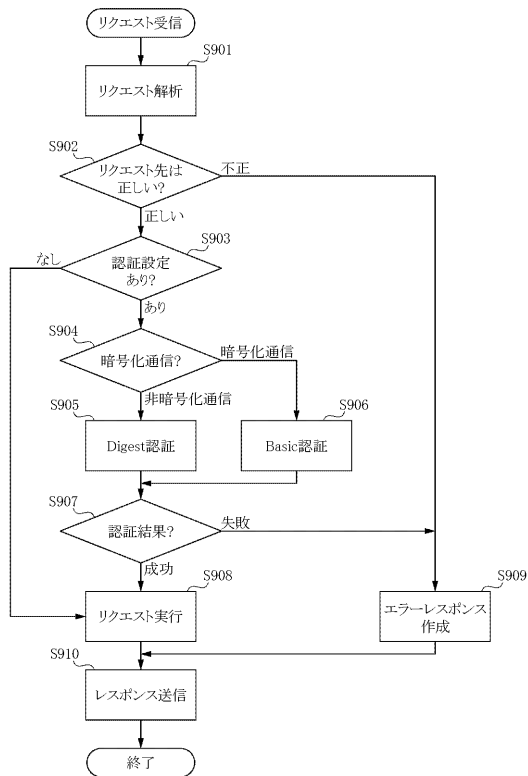 リクエスト受信
S901
リクエスト解析
S902
リクエスト先は
正しい?
不正
正しい
S903
なし
認証設定
あり?
あり
S904
暗号化通信?
暗号化通信
非暗号化通信
S905
Digest認証
S906
Basic認証
S907
認証結果?
失敗
成功
S908
リクエスト実行
S909
エラーレスポンス
作成
S910
レスポンス送信
終了